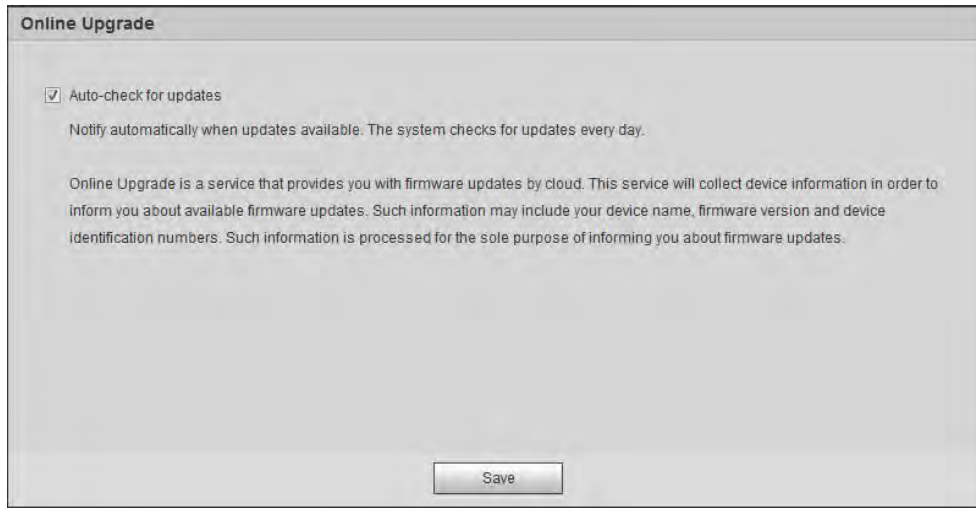 Online Upgrade
Auto-check for updates
Notify automatically when updates available. The system checks for updates every day.
Online Upgrade is a service that provides you with firmware updates by cloud. This service will collect device information in order to
inform you about available firmware updates. Such information may include your device name, firmware version and device
identification numbers. Such information is processed for the sole purpose of informing you about firmware updates.
Save